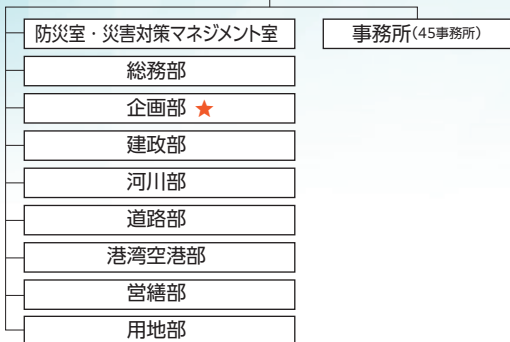 防災室・災害対策マネジメント室
事務所(45事務所)
総務部
企画部 ★
建政部
河川部
道路部
港湾空港部
営繕部
用地部